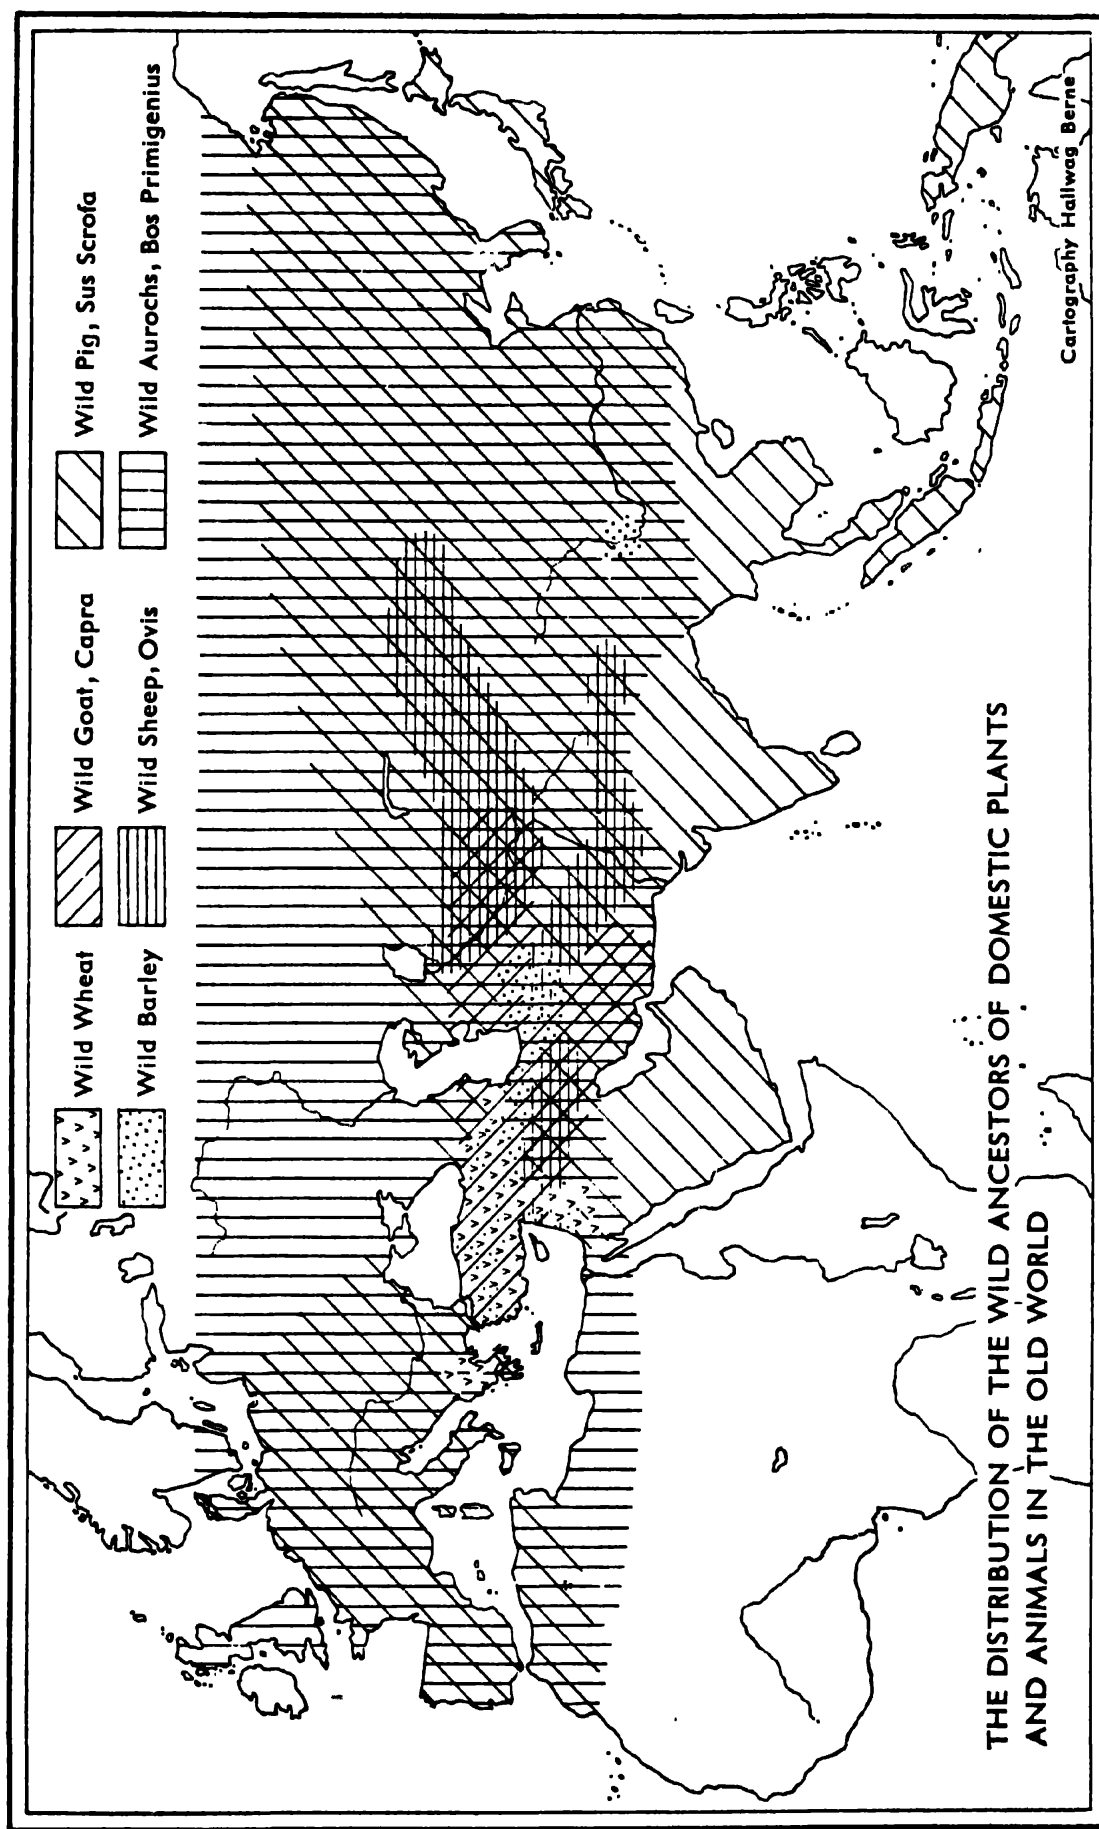 Wild Wheat
Wild Goat, Capra
Wild Pig, Sus Scrofa
Wild Barley
Wild Sheep, Ovis
Wild Aurochs, Bos Primigenius
THE DISTRIBUTION OF THE WILD ANCESTORS OF DOMESTIC PLANTS
AND ANIMALS IN THE OLD WORLD
Cartography Hallwag Berne